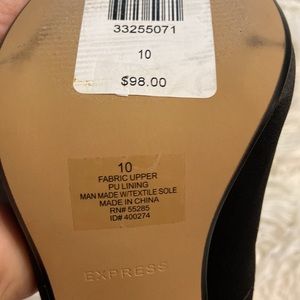 33255071
10
$98.00
10
FABRIC UPPER
PU LINING
MAN MADE W/TEXTILE SOLE
MADE IN CHINA
RN# 55285
ID# 400274
EXPRESS